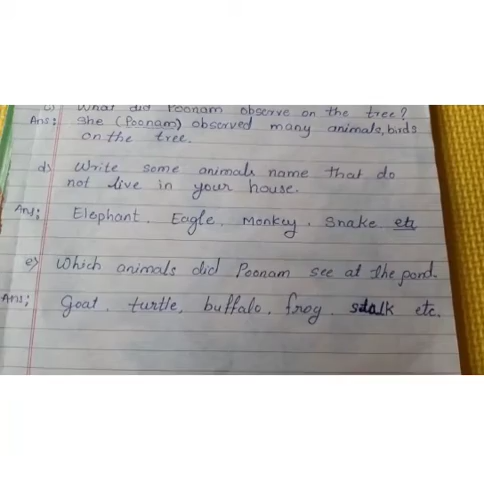 c) What did Poonam observe on the tree?
Ans: She (Poonam) observed many animals, birds
on the tree.
d) Write some animals name that do
not live in your house.
Ans; Elephant. Eagle, Monkey, Snake etc
e) Which animals did Poonam see at the pond.
Ans; goat, turtle, buffalo, frog, stalk etc.